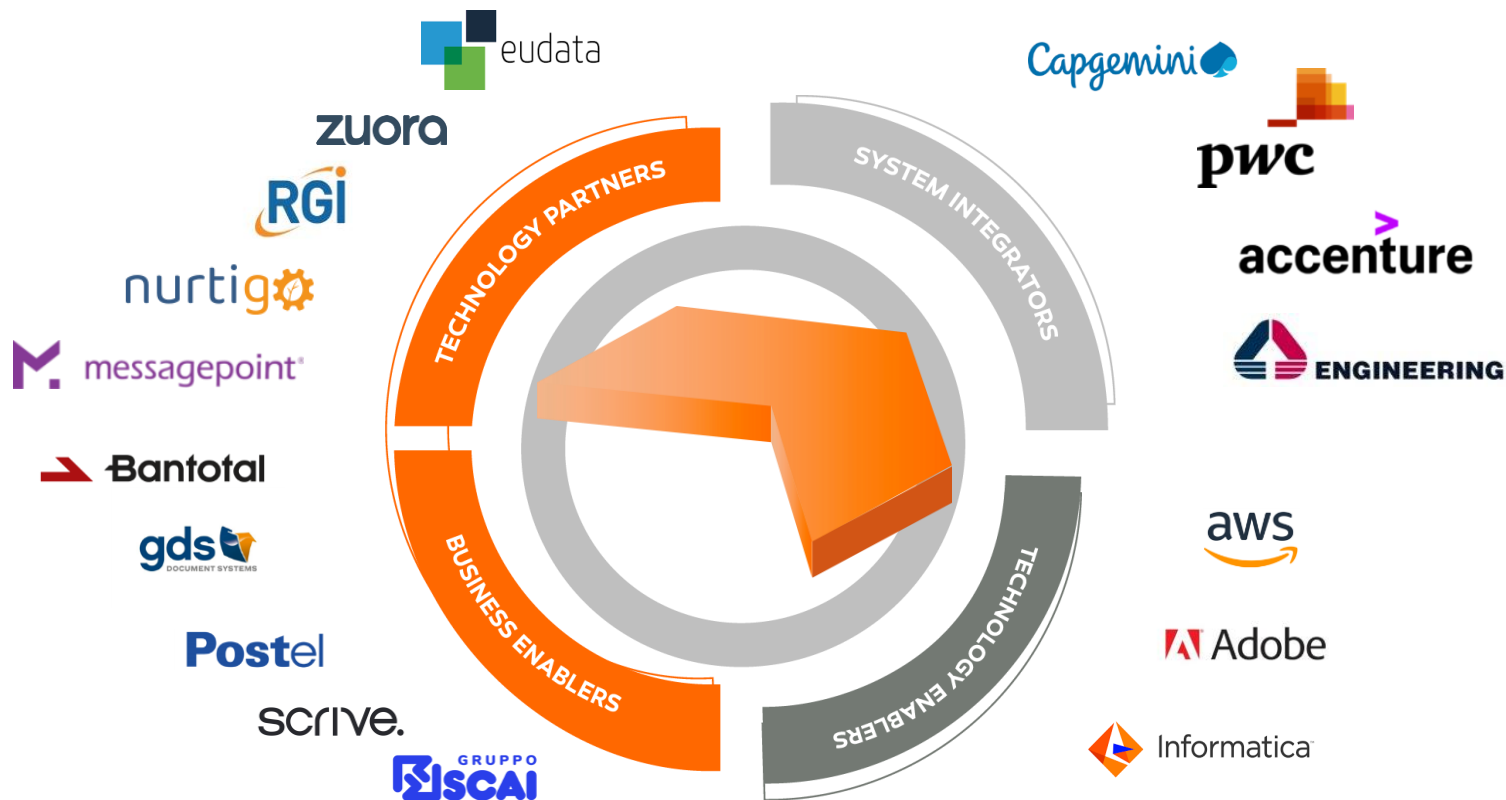 eudata
zuora
RGI
nurtigo
messagepoint®
Bantotal
gds
DOCUMENT SYSTEMS
Postel
scrive.
GRUPPO
SCAI
TECHNOLOGY PARTNERS
BUSINESS ENABLERS
SYSTEM INTEGRATORS
TECHNOLOGY ENABLERS
Capgemini
pwc
accenture
ENGINEERING
aws
Adobe
Informatica